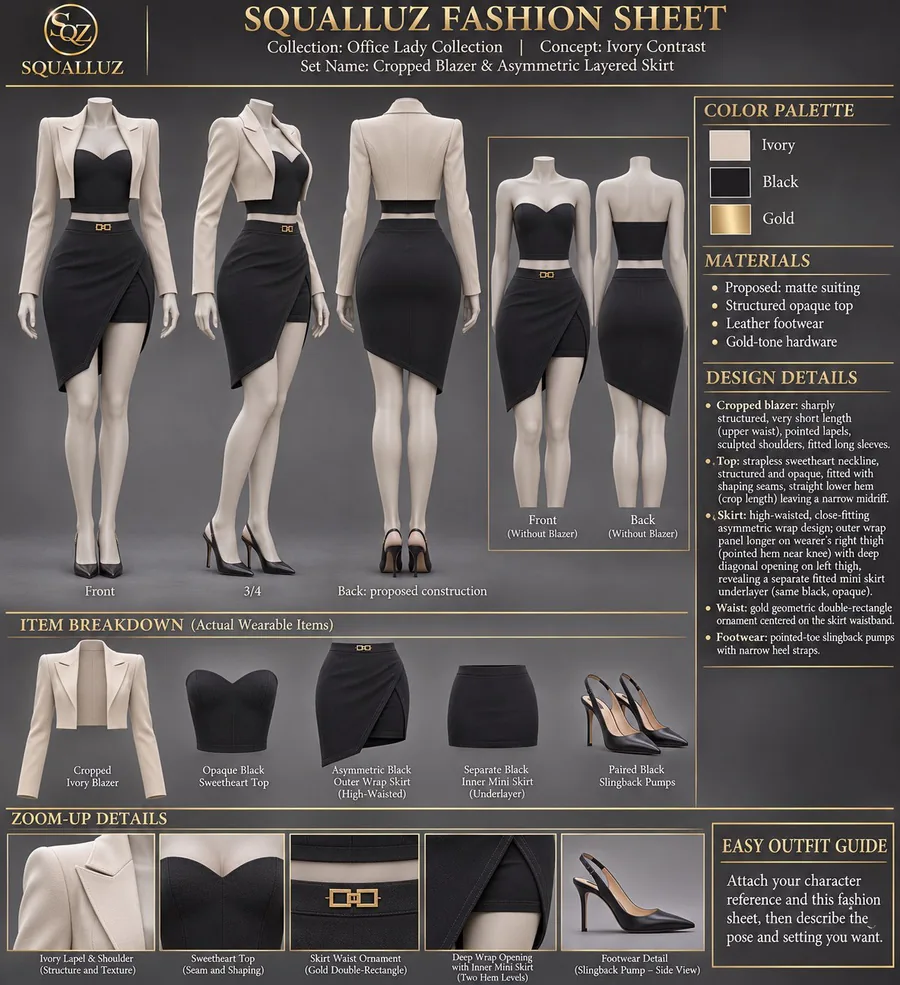 SQZ
SQUALLUZ
SQUALLUZ FASHION SHEET
Collection: Office Lady Collection | Concept: Ivory Contrast
Set Name: Cropped Blazer & Asymmetric Layered Skirt
Front
3/4
Back: proposed construction
Front
(Without Blazer)
Back
(Without Blazer)
COLOR PALETTE
Ivory
Black
Gold
MATERIALS
• Proposed: matte suiting
• Structured opaque top
• Leather footwear
• Gold-tone hardware
DESIGN DETAILS
• Cropped blazer: sharply
structured, very short length
(upper waist), pointed lapels,
sculpted shoulders, fitted long sleeves.
• Top: strapless sweetheart neckline,
structured and opaque, fitted with
shaping seams, straight lower hem
(crop length) leaving a narrow midriff.
• Skirt: high-waisted, close-fitting
asymmetric wrap design; outer wrap
panel longer on wearer's right thigh
(pointed hem near knee) with deep
diagonal opening on left thigh,
revealing a separate fitted mini skirt
underlayer (same black, opaque).
• Waist: gold geometric double-rectangle
ornament centered on the skirt waistband.
• Footwear: pointed-toe slingback pumps
with narrow heel straps.
ITEM BREAKDOWN (Actual Wearable Items)
Cropped
Ivory Blazer
Opaque Black
Sweetheart Top
Asymmetric Black
Outer Wrap Skirt
(High-Waisted)
Separate Black
Inner Mini Skirt
(Underlayer)
Paired Black
Slingback Pumps
ZOOM-UP DETAILS
Ivory Lapel & Shoulder
(Structure and Texture)
Sweetheart Top
(Seam and Shaping)
Skirt Waist Ornament
(Gold Double-Rectangle)
Deep Wrap Opening
with Inner Mini Skirt
(Two Hem Levels)
Footwear Detail
(Slingback Pump – Side View)
EASY OUTFIT GUIDE
Attach your character
reference and this fashion
sheet, then describe the
pose and setting you want.